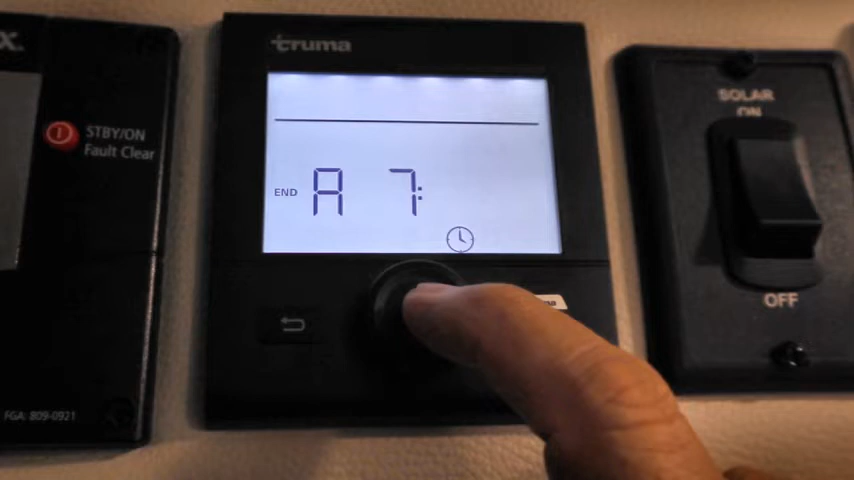 x.
STBY/ON
Fault Clear
FGA: 809-0921
truma
END A 7:
SOLAR
ON
OFF